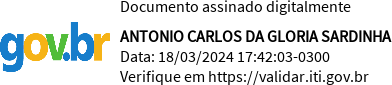 Documento assinado digitalmente
gov.br
ANTONIO CARLOS DA GLORIA SARDINHA
Data: 18/03/2024 17:42:03-0300
Verifique em https://validar.iti.gov.br